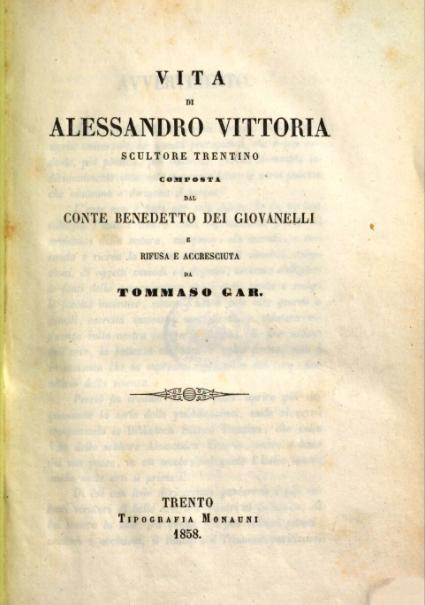 VITA
DI
ALESSANDRO VITTORIA
SCULTORE TRENTINO
COMPOSTA
DAL
CONTE BENEDETTO DEI GIOVANELLI
E
RIFUSA E ACCRESCIUTA
DA
TOMMASO GAR.
TRENTO
TIPOGRAFIA MONAUNI
1858.